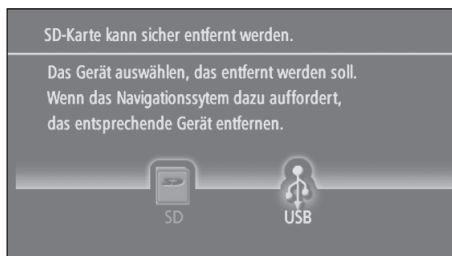 SD-Karte kann sicher entfernt werden.
Das Gerät auswählen, das entfernt werden soll.
Wenn das Navigationssytem dazu auffordert,
das entsprechende Gerät entfernen.
SD USB